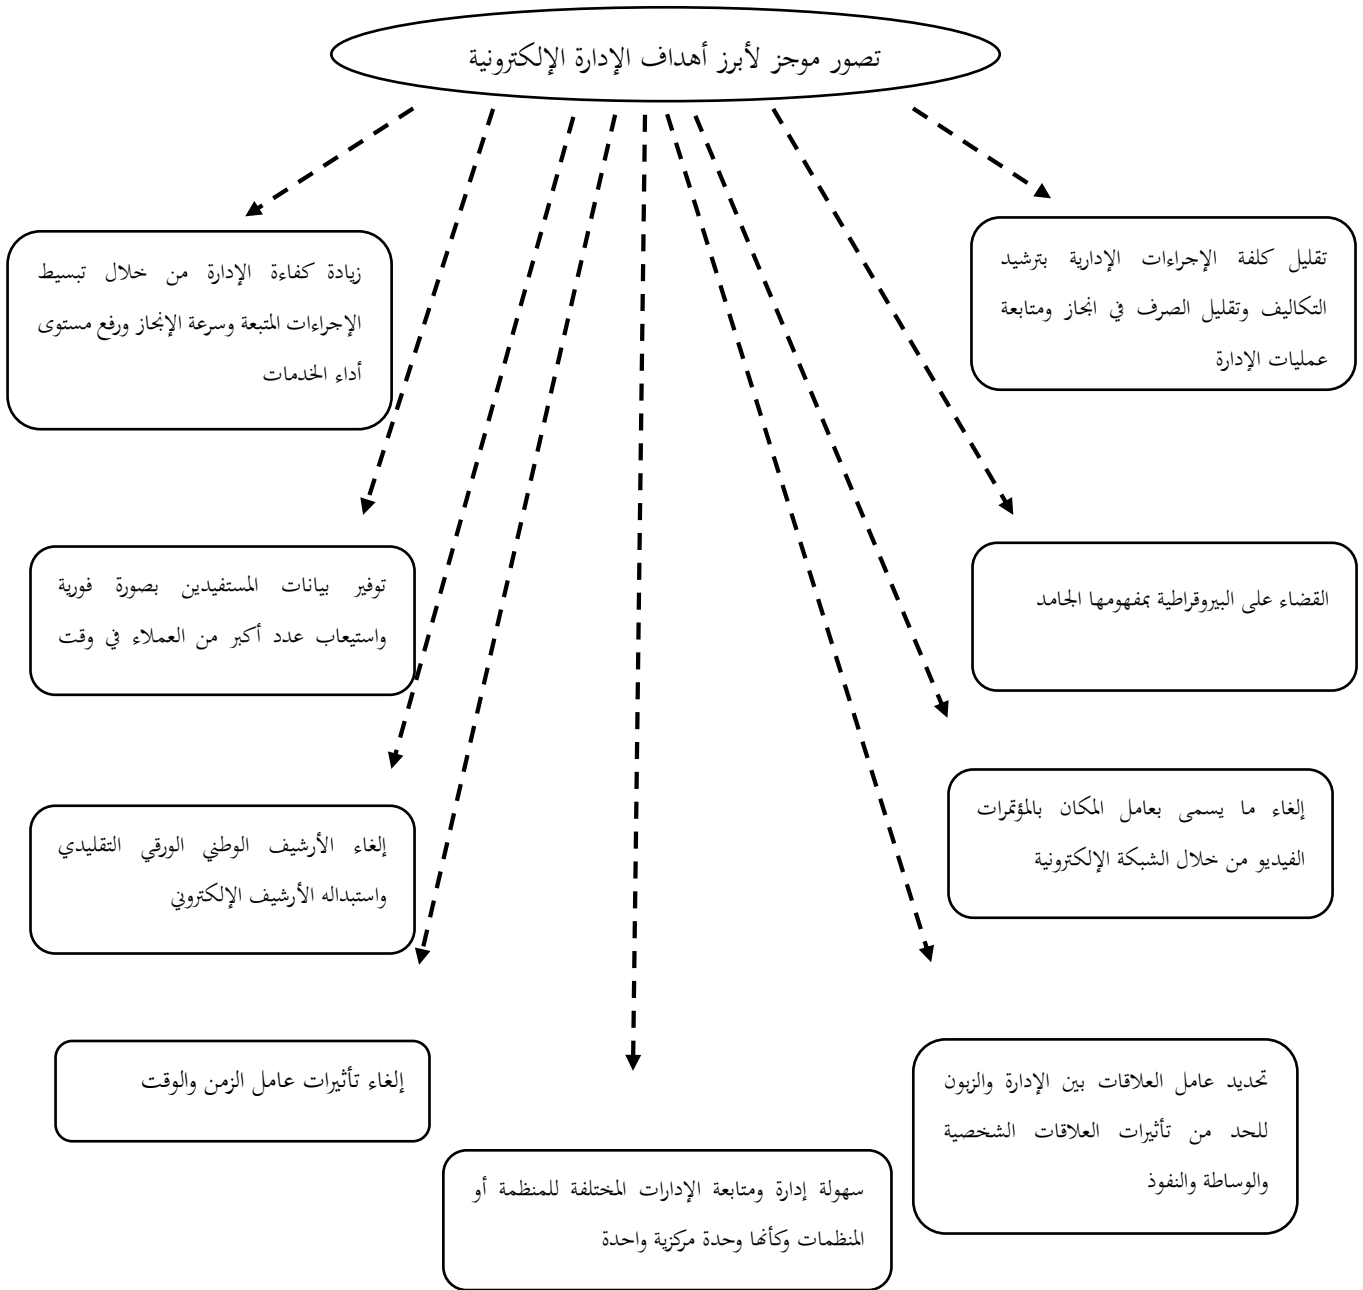 تصور موجز لأبرز أهداف الإدارة الإلكترونية
تقليل كلفة الإجراءات الإدارية بترشيد
التكاليف وتقليل الصرف في انجاز ومتابعة
عمليات الإدارة
زيادة كفاءة الإدارة من خلال تبسيط
الإجراءات المتبعة وسرعة الإنجاز ورفع مستوى
أداء الخدمات
القضاء على البيروقراطية بمفهومها الجامد
توفير بيانات المستفيدين بصورة فورية
واستيعاب عدد أكبر من العملاء في وقت
إلغاء ما يسمى بعامل المكان بالمؤتمرات
الفيديو من خلال الشبكة الإلكترونية
إلغاء الأرشيف الوطني الورقي التقليدي
واستبداله الأرشيف الإلكتروني
تحديد عامل العلاقات بين الإدارة والزبون
للحد من تأثيرات العلاقات الشخصية
والوساطة والنفوذ
إلغاء تأثيرات عامل الزمن والوقت
سهولة إدارة ومتابعة الإدارات المختلفة للمنظمة أو
المنظمات وكأنها وحدة مركزية واحدة